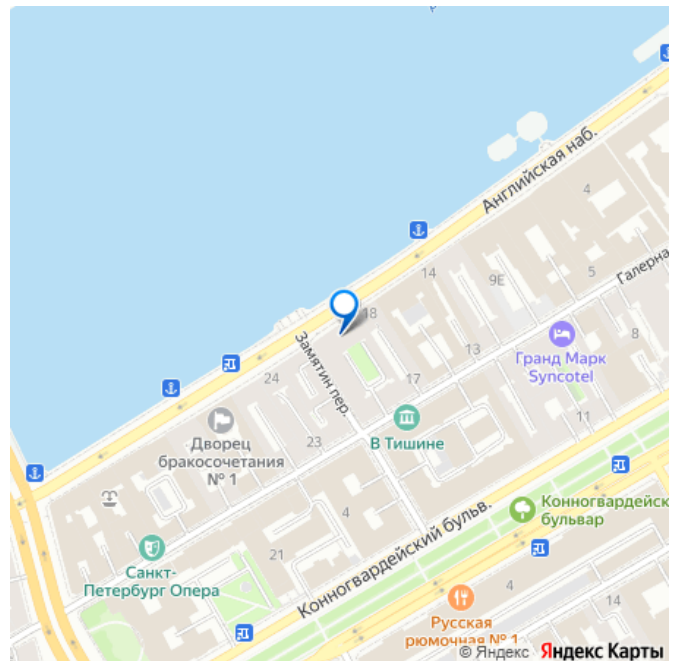 Английская наб.
4
14
9Е
5
Галерна
18
13
8
Гранд Марк
Syncotel
Замятин пер.
24
17
11
В Тишине
Дворец
бракосочетания
№ 1
23
4
Конногвардейск
бульвар
Конногвардейский бульв.
21
Санкт-
Петербург Опера
4
14
Русская
рюмочная № 1
© Яндекс Яндекс Карты